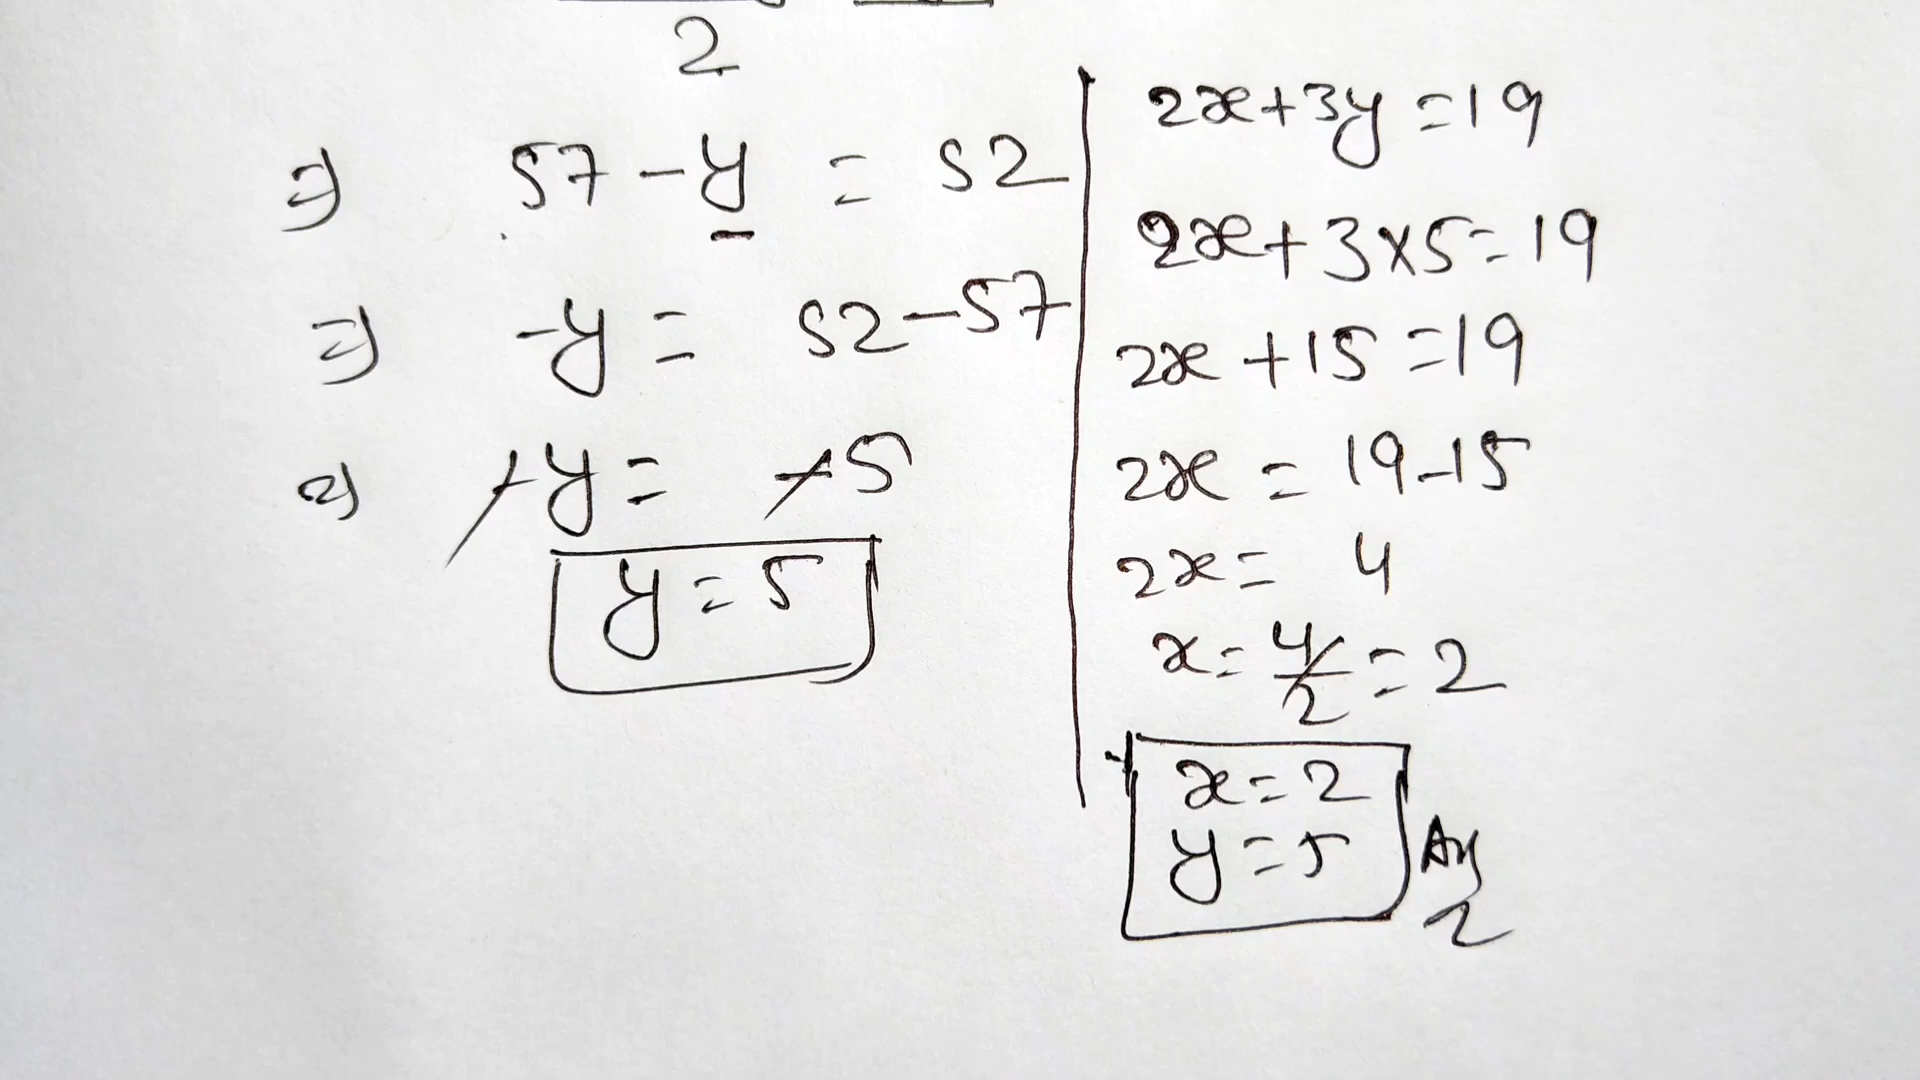 2
⇒ 57 - y = 52
⇒ -y = 52 - 57
⇒ -y = -5
y = 5
2x + 3y = 19
2x + 3 × 5 = 19
2x + 15 = 19
2x = 19 - 15
2x = 4
x = 4/2 = 2
x = 2
y = 5